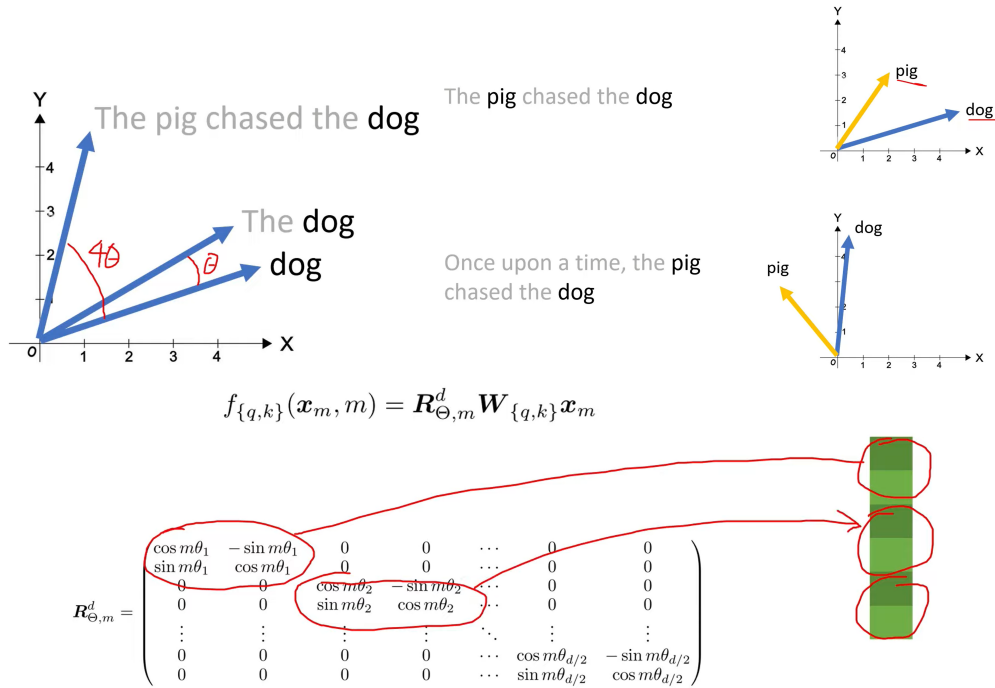 Y
The pig chased the dog
4
3
2
1
4θ
The dog
θ
dog
0 1 2 3 4 X
The pig chased the dog
Y
4
3
2
1
pig
dog
0 1 2 3 4 X
Once upon a time, the pig
chased the dog
Y
4
2
1
dog
pig
0 1 2 3 4 X
f_{q,k}(x_m, m) = R^d_{Θ,m} W_{q,k} x_m
R^d_{Θ,m} =
cos mθ_1 −sin mθ_1 0 0 ⋯ 0 0
sin mθ_1 cos mθ_1 0 0 ⋯ 0 0
0 0 cos mθ_2 −sin mθ_2 ⋯ 0 0
0 0 sin mθ_2 cos mθ_2 ⋯ 0 0
⋮ ⋮ ⋮ ⋮ ⋱ ⋮ ⋮
0 0 0 0 ⋯ cos mθ_{d/2} −sin mθ_{d/2}
0 0 0 0 ⋯ sin mθ_{d/2} cos mθ_{d/2}